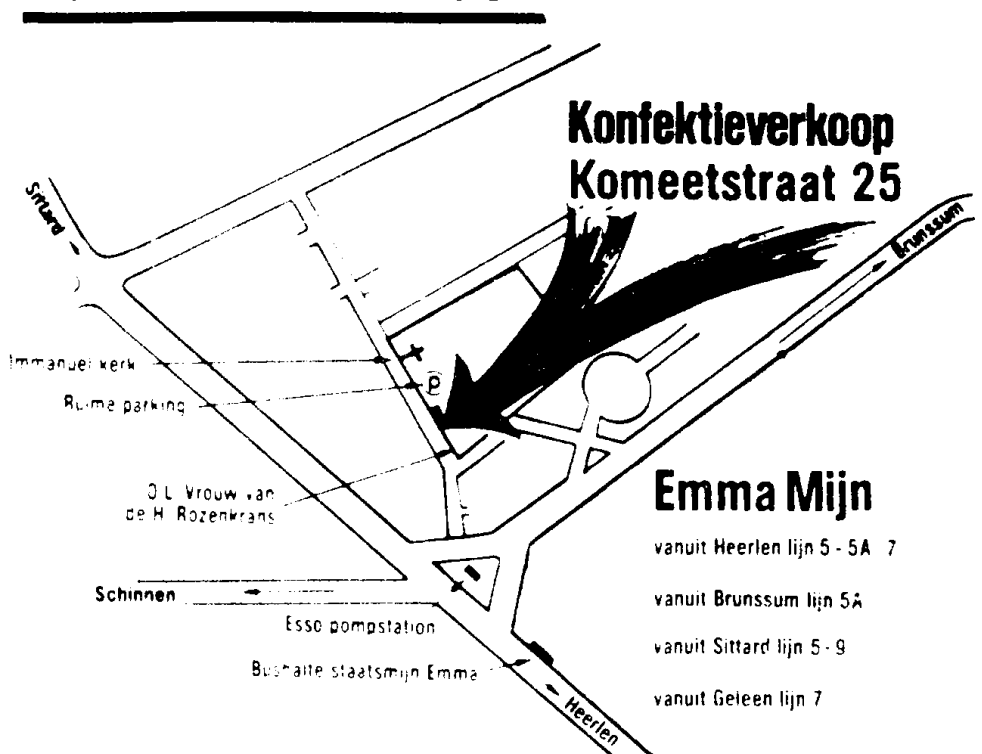 Konfektieverkoop
Komeetstraat 25
Sittard
Brunssum
Immanuel kerk
Ruime parking
P
O.L. Vrouw van
de H. Rozenkrans
Emma Mijn
vanuit Heerlen lijn 5 - 5A 7
vanuit Brunssum lijn 5A
vanuit Sittard lijn 5 - 9
vanuit Geleen lijn 7
Schinnen
Esso pompstation
Bushalte staatsmijn Emma
Heerlen